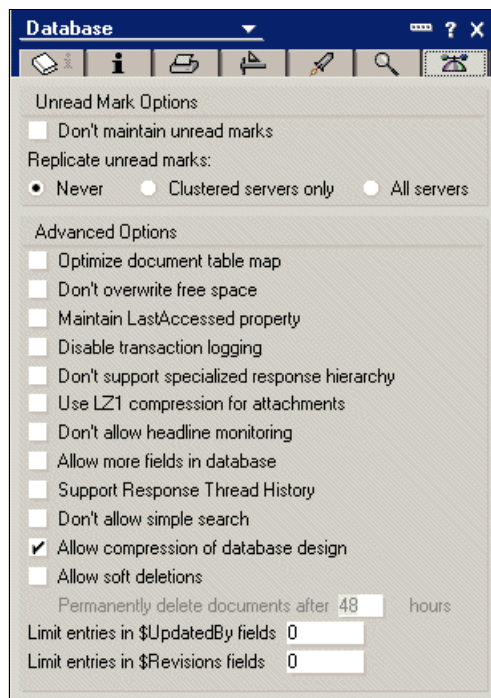 Database
? X
i i
Unread Mark Options
Don't maintain unread marks
Replicate unread marks:
Never Clustered servers only All servers
Advanced Options
Optimize document table map
Don't overwrite free space
Maintain LastAccessed property
Disable transaction logging
Don't support specialized response hierarchy
Use LZ1 compression for attachments
Don't allow headline monitoring
Allow more fields in database
Support Response Thread History
Don't allow simple search
Allow compression of database design
Allow soft deletions
Permanently delete documents after 48 hours
Limit entries in $UpdatedBy fields 0
Limit entries in $Revisions fields 0